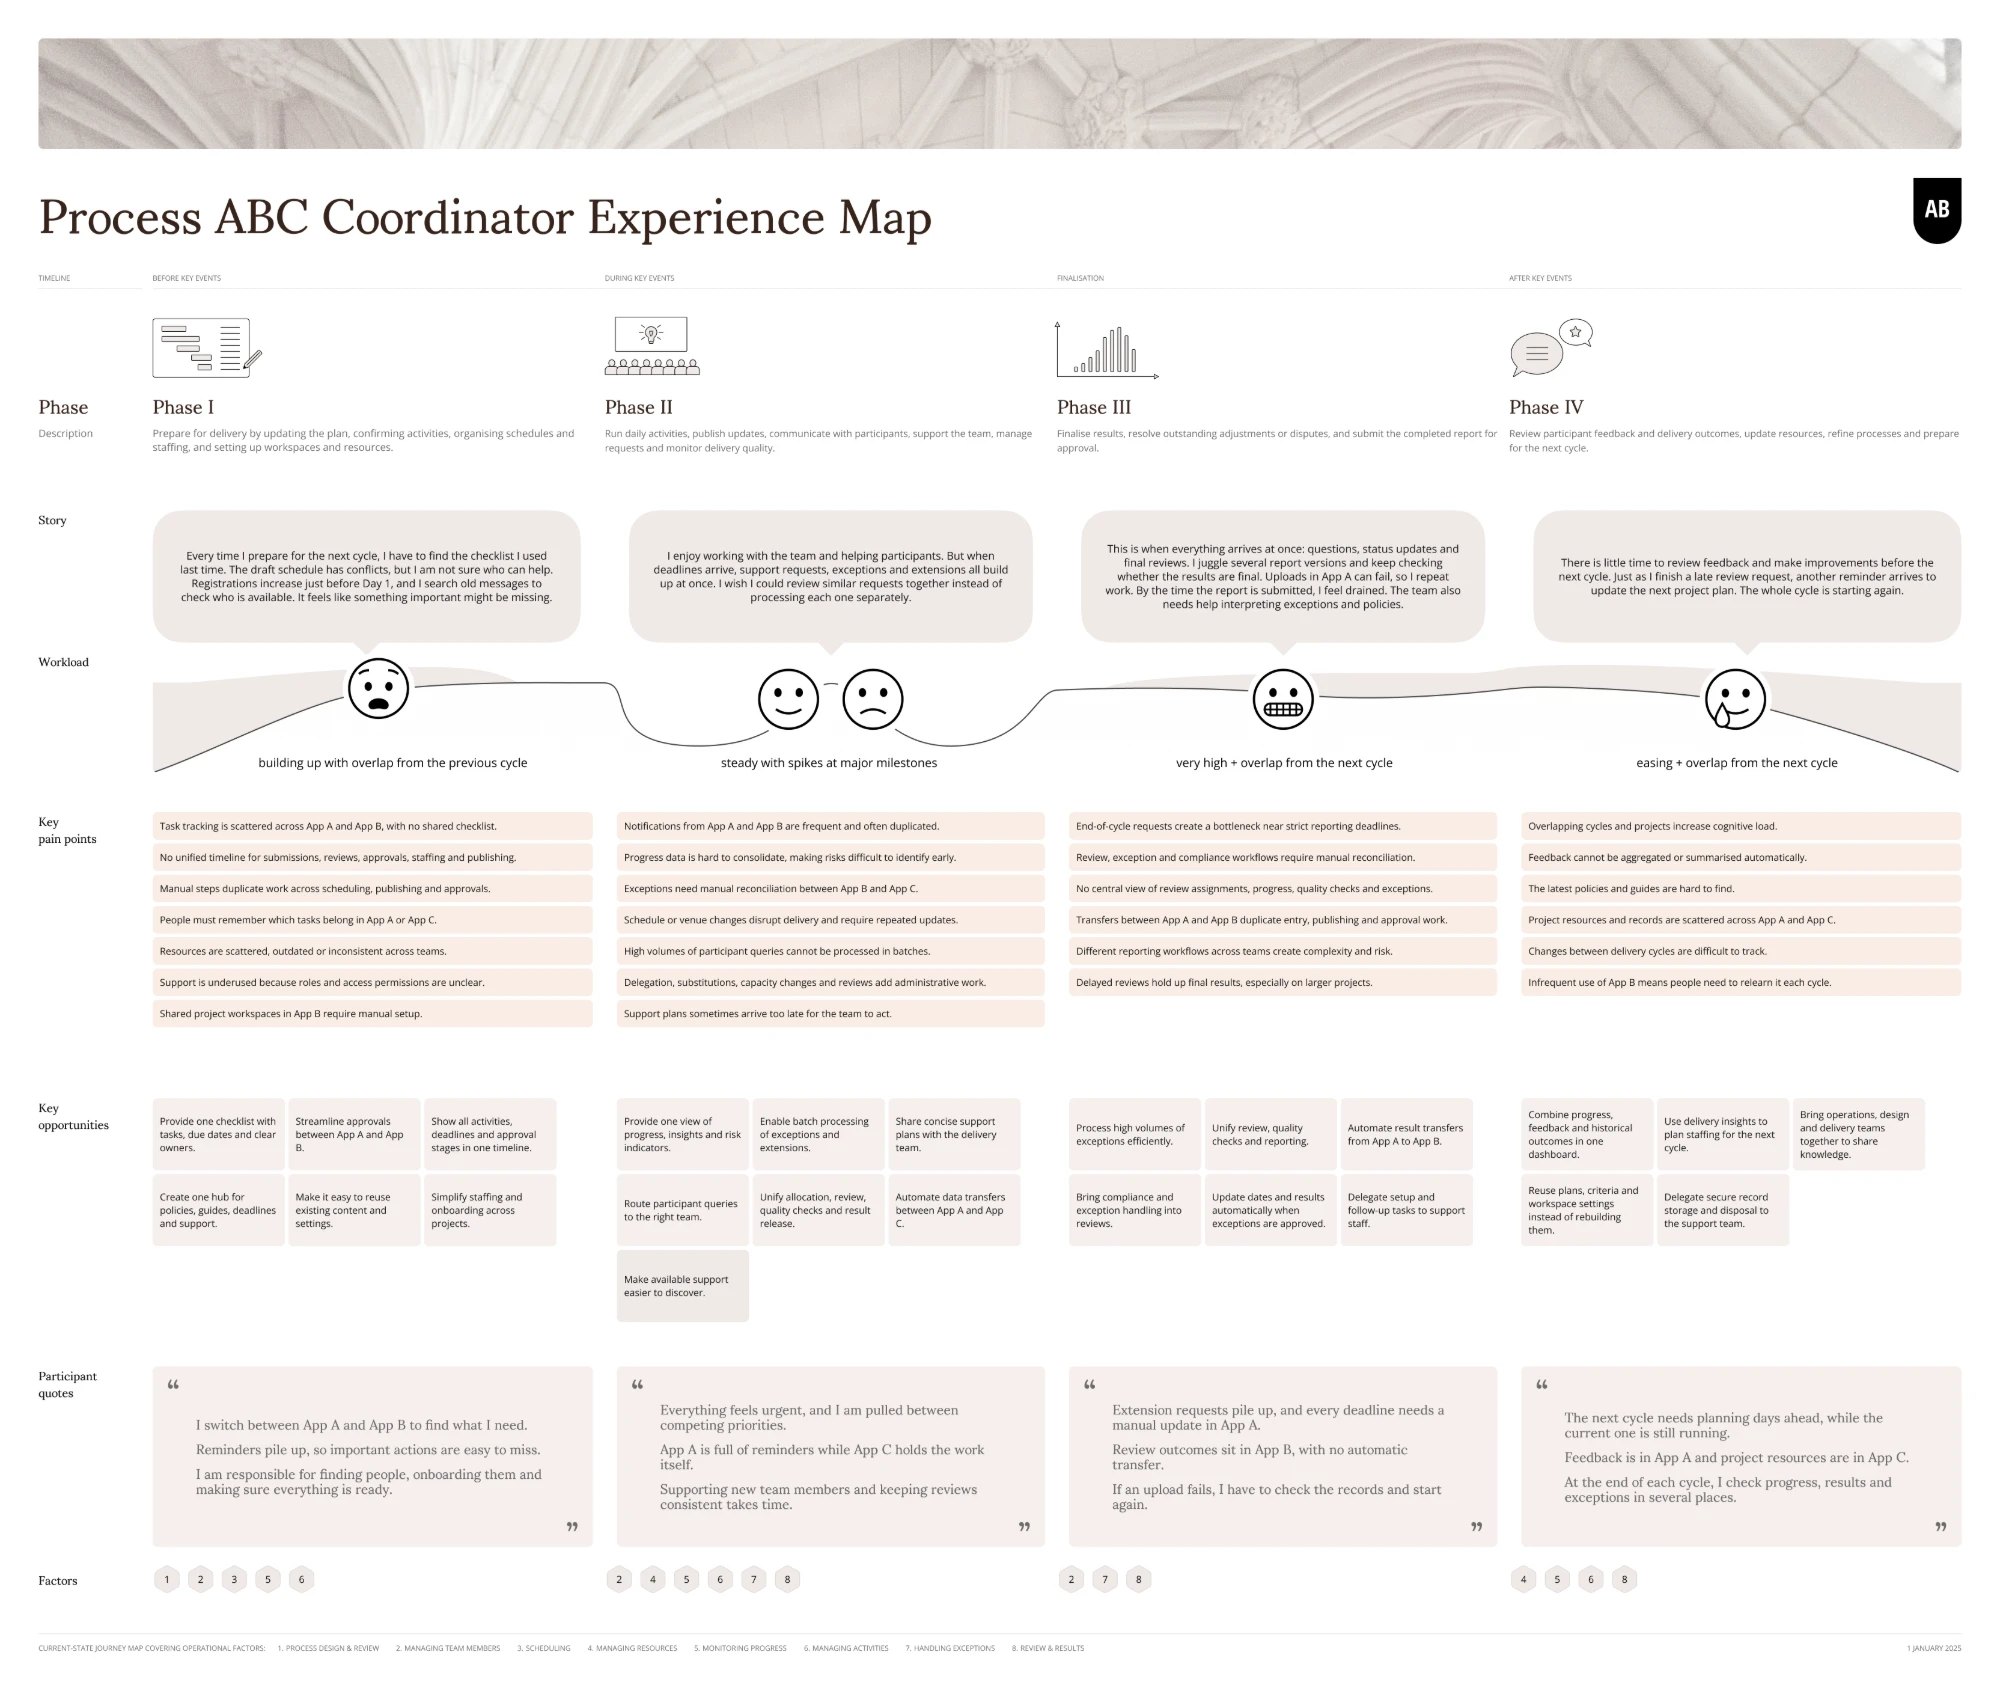 Process ABC Coordinator Experience Map
AB
TIMELINE
BEFORE KEY EVENTS
DURING KEY EVENTS
FINALISATION
AFTER KEY EVENTS
Phase
Description
Phase I
Prepare for delivery by updating the plan, confirming activities, organising schedules and
staffing, and setting up workspaces and resources.
Phase II
Run daily activities, publish updates, communicate with participants, support the team, manage
requests and monitor delivery quality.
Phase III
Finalise results, resolve outstanding adjustments or disputes, and submit the completed report for
approval.
Phase IV
Review participant feedback and delivery outcomes, update resources, refine processes and prepare
for the next cycle.
Story
Every time I prepare for the next cycle, I have to find the checklist I used
last time. The draft schedule has conflicts, but I am not sure who can help.
Registrations increase just before Day 1, and I search old messages to
check who is available. It feels like something important might be missing.
I enjoy working with the team and helping participants. But when
deadlines arrive, support requests, exceptions and extensions all build
up at once. I wish I could review similar requests together instead of
processing each one separately.
This is when everything arrives at once: questions, status updates and
final reviews. I juggle several report versions and keep checking
whether the results are final. Uploads in App A can fail, so I repeat
work. By the time the report is submitted, I feel drained. The team also
needs help interpreting exceptions and policies.
There is little time to review feedback and make improvements before the
next cycle. Just as I finish a late review request, another reminder arrives to
update the next project plan. The whole cycle is starting again.
Workload
building up with overlap from the previous cycle
steady with spikes at major milestones
very high + overlap from the next cycle
easing + overlap from the next cycle
Key
pain points
Task tracking is scattered across App A and App B, with no shared checklist.
No unified timeline for submissions, reviews, approvals, staffing and publishing.
Manual steps duplicate work across scheduling, publishing and approvals.
People must remember which tasks belong in App A or App C.
Resources are scattered, outdated or inconsistent across teams.
Support is underused because roles and access permissions are unclear.
Shared project workspaces in App B require manual setup.
Notifications from App A and App B are frequent and often duplicated.
Progress data is hard to consolidate, making risks difficult to identify early.
Exceptions need manual reconciliation between App B and App C.
Schedule or venue changes disrupt delivery and require repeated updates.
High volumes of participant queries cannot be processed in batches.
Delegation, substitutions, capacity changes and reviews add administrative work.
Support plans sometimes arrive too late for the team to act.
End-of-cycle requests create a bottleneck near strict reporting deadlines.
Review, exception and compliance workflows require manual reconciliation.
No central view of review assignments, progress, quality checks and exceptions.
Transfers between App A and App B duplicate entry, publishing and approval work.
Different reporting workflows across teams create complexity and risk.
Delayed reviews hold up final results, especially on larger projects.
Overlapping cycles and projects increase cognitive load.
Feedback cannot be aggregated or summarised automatically.
The latest policies and guides are hard to find.
Project resources and records are scattered across App A and App C.
Changes between delivery cycles are difficult to track.
Infrequent use of App B means people need to relearn it each cycle.
Key
opportunities
Provide one checklist with
tasks, due dates and clear
owners.
Streamline approvals
between App A and App
B.
Show all activities,
deadlines and approval
stages in one timeline.
Create one hub for
policies, guides, deadlines
and support.
Make it easy to reuse
existing content and
settings.
Simplify staffing and
onboarding across
projects.
Provide one view of
progress, insights and risk
indicators.
Enable batch processing
of exceptions and
extensions.
Share concise support
plans with the delivery
team.
Route participant queries
to the right team.
Unify allocation, review,
quality checks and result
release.
Automate data transfers
between App A and App
C.
Make available support
easier to discover.
Process high volumes of
exceptions efficiently.
Unify review, quality
checks and reporting.
Automate result transfers
from App A to App B.
Bring compliance and
exception handling into
reviews.
Update dates and results
automatically when
exceptions are approved.
Delegate setup and
follow-up tasks to support
staff.
Combine progress,
feedback and historical
outcomes in one
dashboard.
Use delivery insights to
plan staffing for the next
cycle.
Bring operations, design
and delivery teams
together to share
knowledge.
Reuse plans, criteria and
workspace settings
instead of rebuilding
them.
Delegate secure record
storage and disposal to
the support team.
Participant
quotes
“
I switch between App A and App B to find what I need.
Reminders pile up, so important actions are easy to miss.
I am responsible for finding people, onboarding them and
making sure everything is ready.
”
“
Everything feels urgent, and I am pulled between
competing priorities.
App A is full of reminders while App C holds the work
itself.
Supporting new team members and keeping reviews
consistent takes time.
”
“
Extension requests pile up, and every deadline needs a
manual update in App A.
Review outcomes sit in App B, with no automatic
transfer.
If an upload fails, I have to check the records and start
again.
”
“
The next cycle needs planning days ahead, while the
current one is still running.
Feedback is in App A and project resources are in App C.
At the end of each cycle, I check progress, results and
exceptions in several places.
”
Factors
1 2 3 5 6
2 4 5 6 7 8
2 7 8
4 5 6 8
CURRENT-STATE JOURNEY MAP COVERING OPERATIONAL FACTORS: 1. PROCESS DESIGN & REVIEW 2. MANAGING TEAM MEMBERS 3. SCHEDULING 4. MANAGING RESOURCES 5. MONITORING PROGRESS 6. MANAGING ACTIVITIES 7. HANDLING EXCEPTIONS 8. REVIEW & RESULTS
1 JANUARY 2025